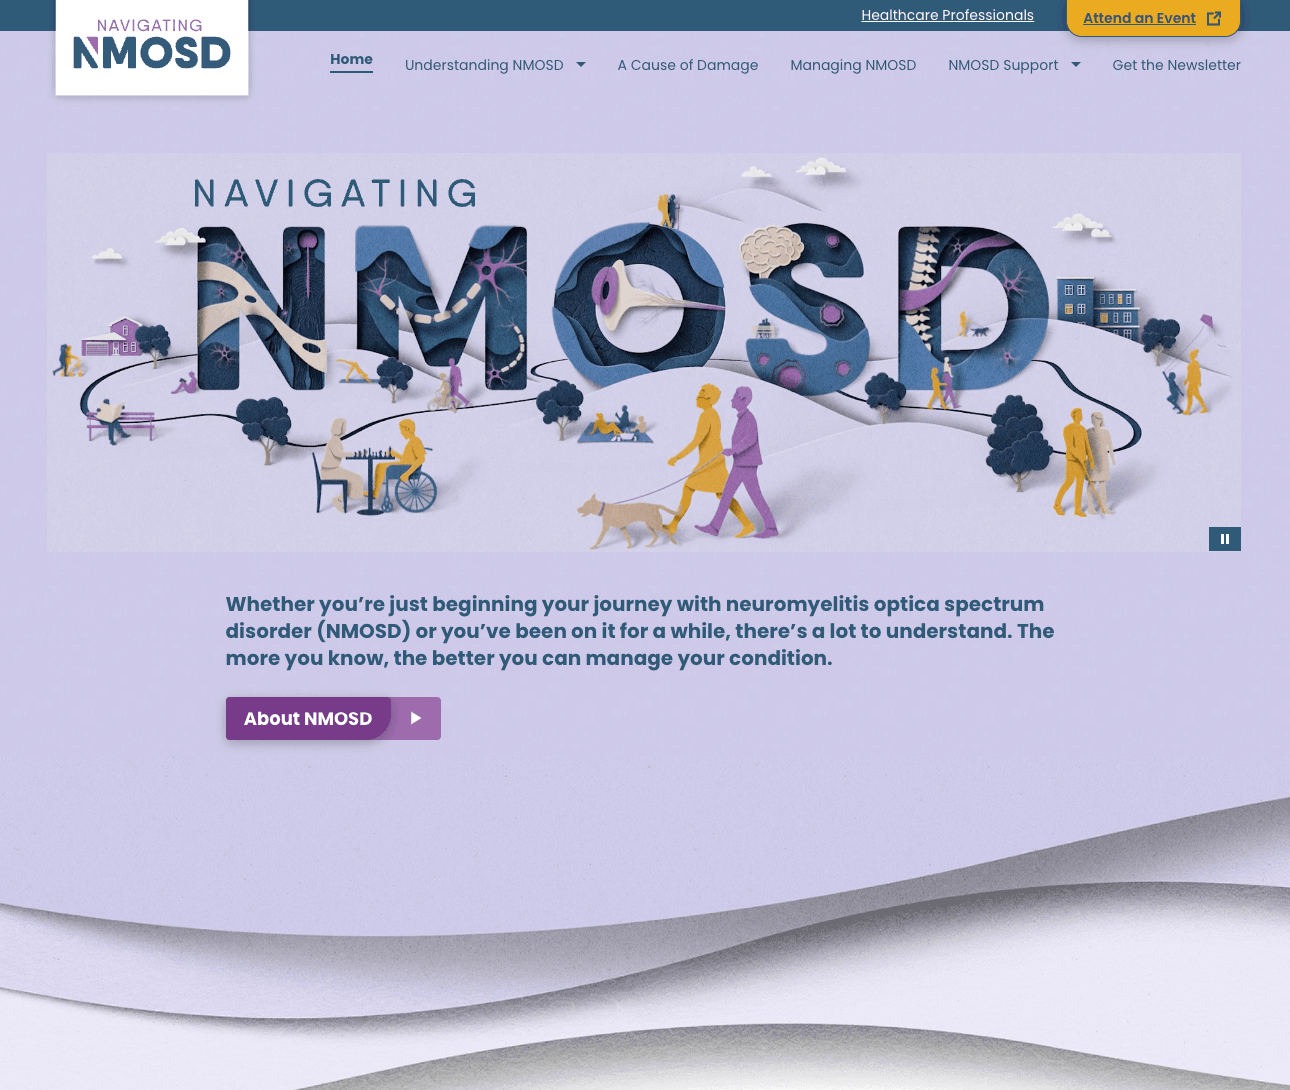 NAVIGATING
NMOSD
Healthcare Professionals
Attend an Event
Home
Understanding NMOSD
A Cause of Damage
Managing NMOSD
NMOSD Support
Get the Newsletter
NAVIGATING
NMOSD
Whether you’re just beginning your journey with neuromyelitis optica spectrum
disorder (NMOSD) or you’ve been on it for a while, there’s a lot to understand. The
more you know, the better you can manage your condition.
About NMOSD